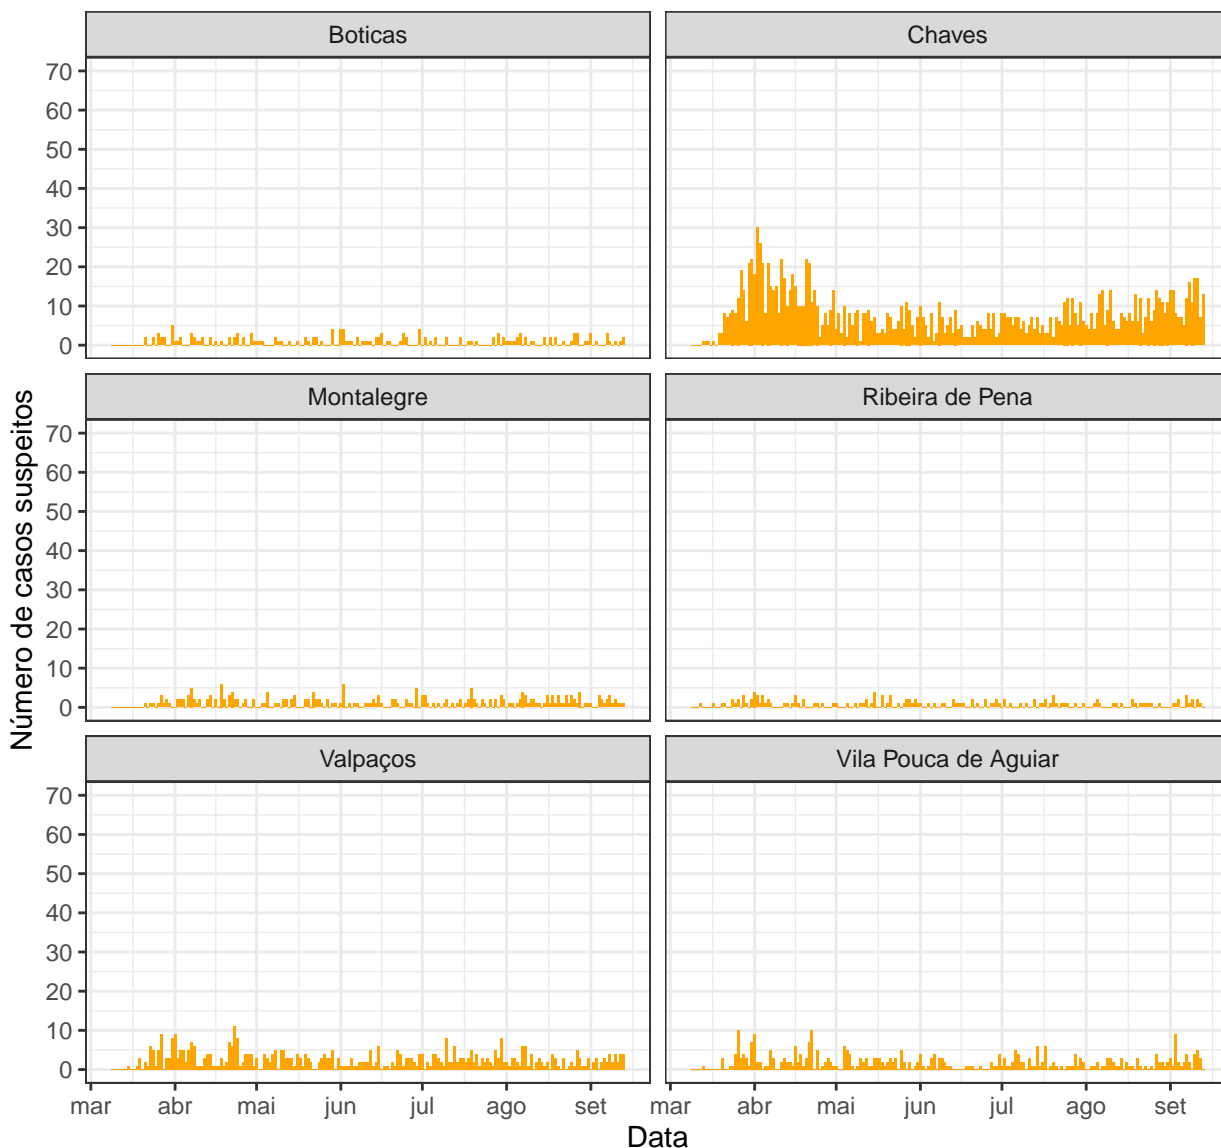 Boticas
Chaves
70
60
50
40
30
20
10
0
Montalegre
Ribeira de Pena
70
60
50
40
30
20
10
0
Valpaços
Vila Pouca de Aguiar
70
60
50
40
30
20
10
0
mar abr mai jun jul ago set
mar abr mai jun jul ago set
Data
Número de casos suspeitos